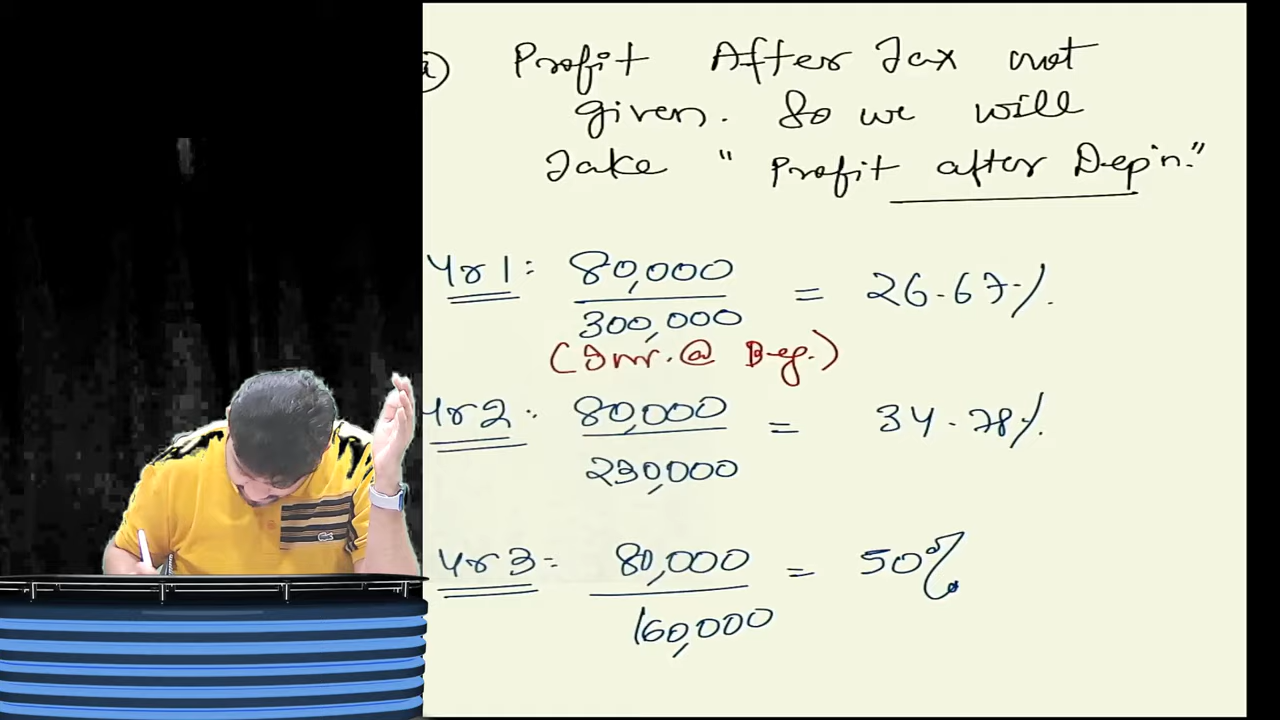 i) Profit After Tax not
given. So we will
Take " Profit after Dep'n."
Yr 1 : 80,000
300,000
= 26.67%.
(Inv. @ Beg.)
Yr 2 : 80,000
230,000
= 34.78%.
Yr 3 = 80,000
160,000
= 50%